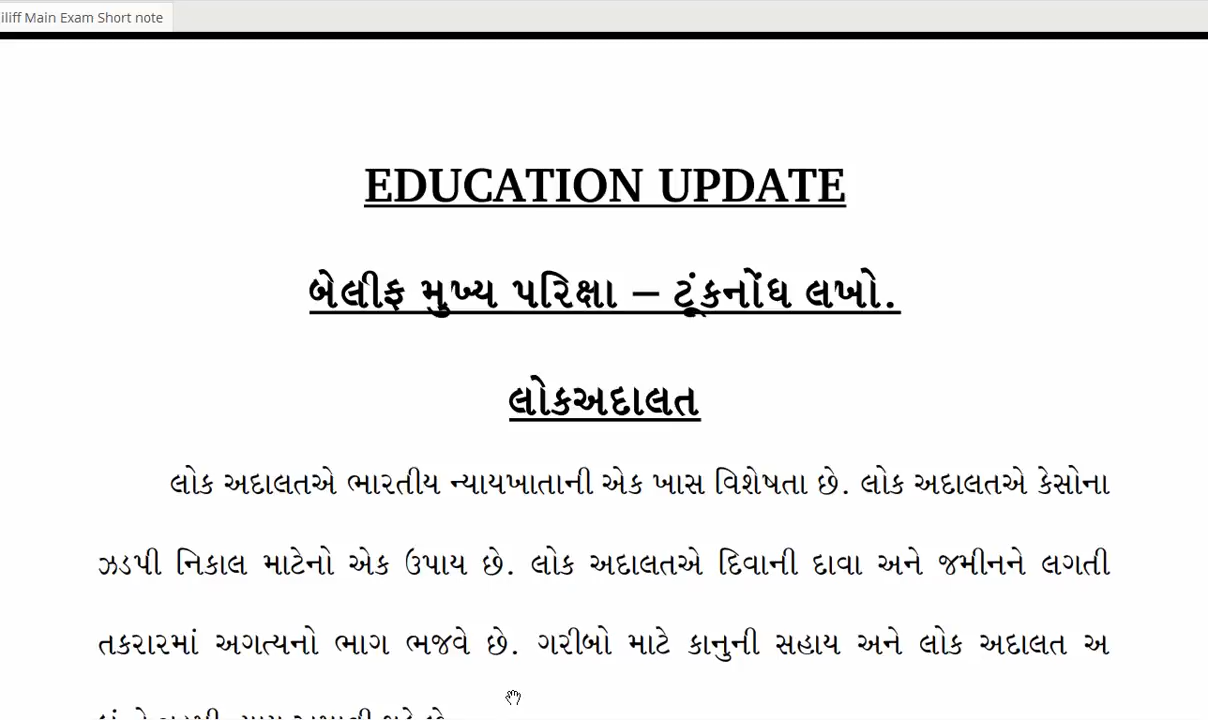 iliff Main Exam Short note
EDUCATION UPDATE
બેલીફ મુખ્ય પરિક્ષા – ટૂંકનોંધ લખો.
લોકઅદાલત
લોક અદાલતએ ભારતીય ન્યાયખાતાની એક ખાસ વિશેષતા છે. લોક અદાલતએ કેસોના
ઝડપી નિકાલ માટેનો એક ઉપાય છે. લોક અદાલતએ દિવાની દાવા અને જમીનને લગતી
તકરારમાં અગત્યનો ભાગ ભજવે છે. ગરીબો માટે કાનુની સહાય અને લોક અદાલત અ